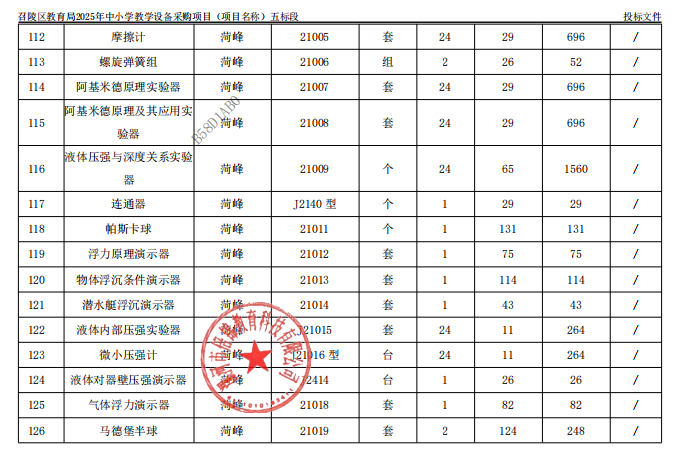 召陵区教育局2025年中小学教学设备采购项目（项目名称）五标段 投标文件
112 摩擦计 菏峰 21005 套 24 29 696 /
113 螺旋弹簧组 菏峰 21006 组 2 26 52 /
114 阿基米德原理实验器 菏峰 21007 套 24 29 696 /
115 阿基米德原理及其应用实 菏峰 21008 套 24 29 696 /
验器
116 液体压强与深度关系实验 菏峰 21009 个 24 65 1560 /
器
117 连通器 菏峰 J2140 型 个 1 29 29 /
118 帕斯卡球 菏峰 21011 个 1 131 131 /
119 浮力原理演示器 菏峰 21012 套 1 75 75 /
120 物体浮沉条件演示器 菏峰 21013 套 1 114 114 /
121 潜水艇浮沉演示器 菏峰 21014 套 1 43 43 /
122 液体内部压强实验器 菏峰 J21015 套 24 11 264 /
123 微小压强计 菏峰 J21016 型 台 24 11 264 /
124 液体对器壁压强演示器 菏峰 J2414 台 1 26 26 /
125 气体浮力演示器 菏峰 21018 套 1 82 82 /
126 马德堡半球 菏峰 21019 套 2 124 248 /
B58D1AB0